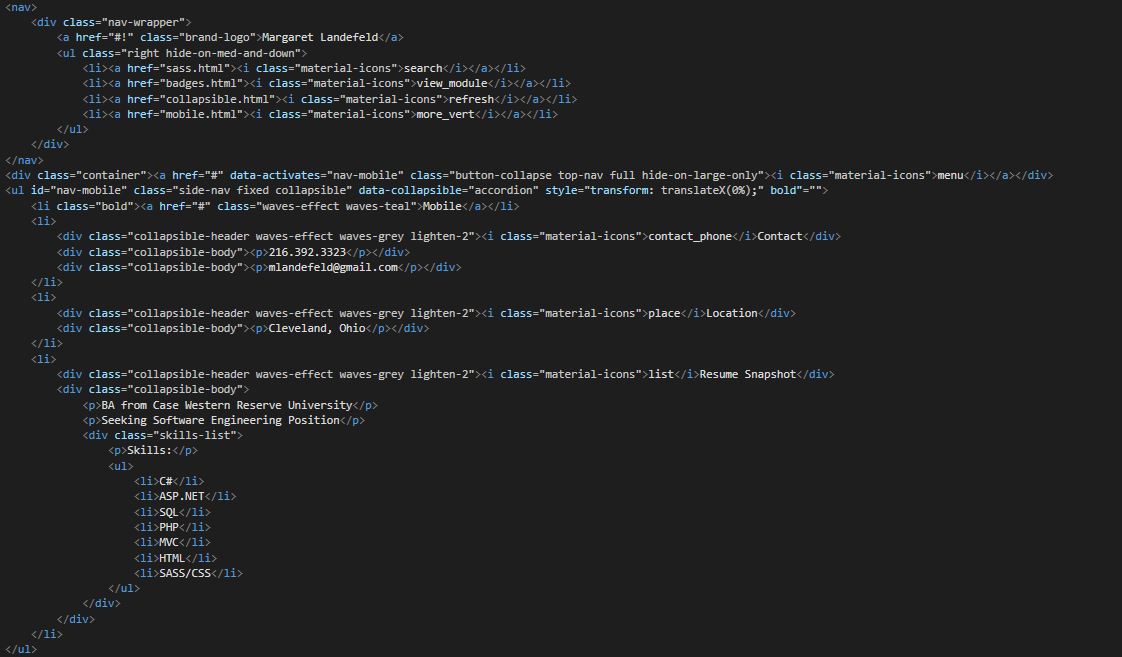 <nav>
    <div class="nav-wrapper">
        <a href="#!" class="brand-logo">Margaret Landefeld</a>
        <ul class="right hide-on-med-and-down">
            <li><a href="sass.html"><i class="material-icons">search</i></a></li>
            <li><a href="badges.html"><i class="material-icons">view_module</i></a></li>
            <li><a href="collapsible.html"><i class="material-icons">refresh</i></a></li>
            <li><a href="mobile.html"><i class="material-icons">more_vert</i></a></li>
        </ul>
    </div>
</nav>
<div class="container"><a href="#" data-activates="nav-mobile" class="button-collapse top-nav full hide-on-large-only"><i class="material-icons">menu</i></a></div>
<ul id="nav-mobile" class="side-nav fixed collapsible" data-collapsible="accordion" style="transform: translateX(0%);" bold"="">
    <li class="bold"><a href="#" class="waves-effect waves-teal">Mobile</a></li>
    <li>
        <div class="collapsible-header waves-effect waves-grey lighten-2"><i class="material-icons">contact_phone</i>Contact</div>
        <div class="collapsible-body"><p>216.392.3323</p></div>
        <div class="collapsible-body"><p>mlandefeld@gmail.com</p></div>
    </li>
    <li>
        <div class="collapsible-header waves-effect waves-grey lighten-2"><i class="material-icons">place</i>Location</div>
        <div class="collapsible-body"><p>Cleveland, Ohio</p></div>
    </li>
    <li>
        <div class="collapsible-header waves-effect waves-grey lighten-2"><i class="material-icons">list</i>Resume Snapshot</div>
        <div class="collapsible-body">
            <p>BA from Case Western Reserve University</p>
            <p>Seeking Software Engineering Position</p>
            <div class="skills-list">
                <p>Skills:</p>
                <ul>
                    <li>C#</li>
                    <li>ASP.NET</li>
                    <li>SQL</li>
                    <li>PHP</li>
                    <li>MVC</li>
                    <li>HTML</li>
                    <li>SASS/CSS</li>
                </ul>
            </div>
        </div>
    </li>
</ul>